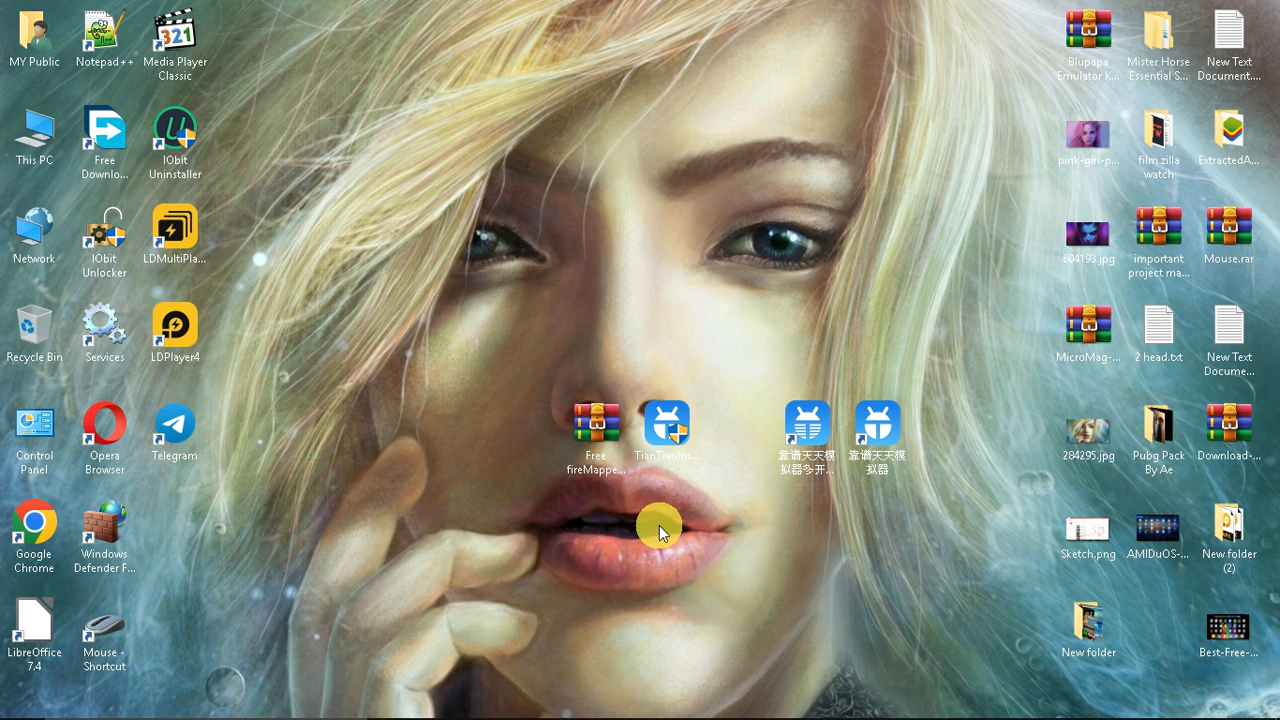 MY Public
Notepad++
Media Player
Classic
321
This PC
Free
Downlo...
IObit
Uninstaller
Network
IObit
Unlocker
LDMultiPla...
Recycle Bin
Services
LDPlayer4
Control
Panel
Opera
Browser
Telegram
Google
Chrome
Windows
Defender F...
LibreOffice
7.4
Mouse -
Shortcut
Free
fireMappe...
TianTianIns...
靠谱天天模
拟器多开...
靠谱天天模
拟器
Blupapa
Emulator K...
Mister Horse
Essential S...
New Text
Document....
pink-girl-p...
film zilla
watch
ExtractedA...
604193.jpg
important
project ma...
Mouse.rar
MicroMag-...
2 head.txt
New Text
Docume...
284295.jpg
Pubg Pack
By Ae
Download-...
Sketch.png
AMIDuOS-...
New folder
(2)
New folder
Best-Free-...